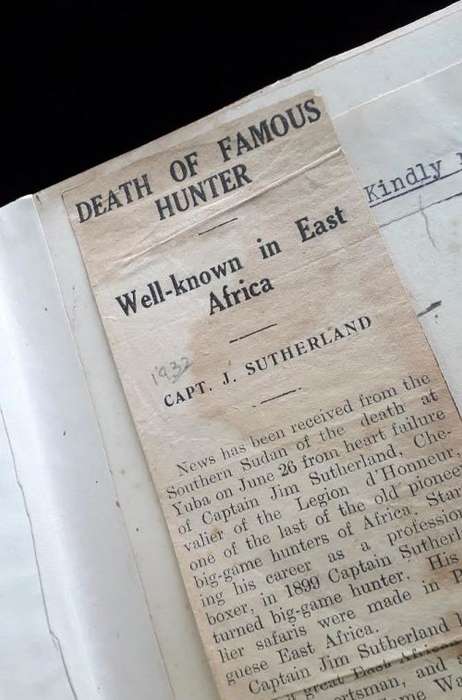 DEATH OF FAMOUS
HUNTER
Well-known in East
Africa
1932
CAPT. J. SUTHERLAND
Kindly
News has been received from the
Southern Sudan of the death at
Yuba on June 26 from heart failure
of Captain Jim Sutherland, Che-
valier of the Legion d'Honneur,
one of the last of the old pioneer
big-game hunters of Africa. Start
ing his career as a profession
boxer, in 1899 Captain Sutherl
turned big-game hunter. His
lier safaris were made in P
guese East Africa.
Captain Jim Sutherland
great East
ortsman, and